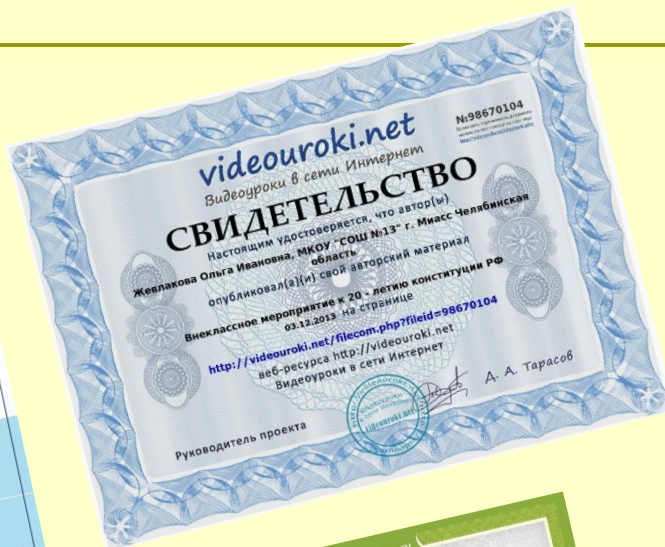 №98670104
videouroki.net
Видеоуроки в сети Интернет
СВИДЕТЕЛЬСТВО
Настоящим удостоверяется, что автор(ы)
Жевлакова Ольга Ивановна, МКОУ "СОШ №13" г. Миасс Челябинская
область
опубликовал(а)(и) свой авторский материал
Внеклассное мероприятие к 20 - летию конституции РФ
03.12.2013 на странице
http://videouroki.net/filecom.php?fileid=98670104
веб-ресурса http://videouroki.net
Видеоуроки в сети Интернет
Руководитель проекта
А. А. Тарасов
videouroki.net